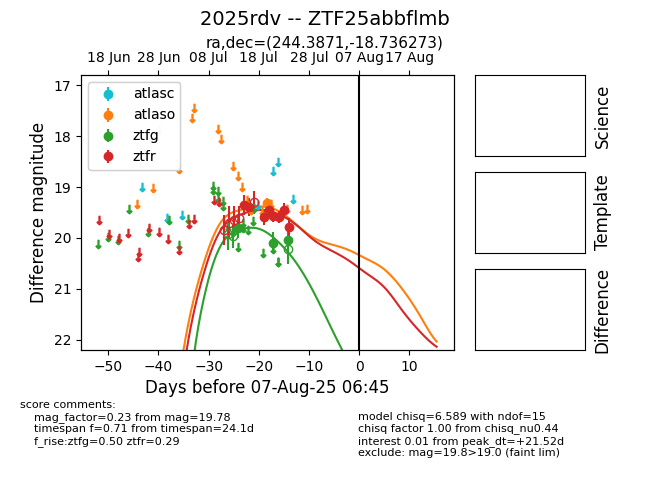 2025rdv -- ZTF25abbflmb
ra,dec=(244.3871,-18.736273)
18 Jun 28 Jun 08 Jul 18 Jul 28 Jul 07 Aug 17 Aug
atlasc
atlaso
ztfg
ztfr
17
18
19
20
21
22
Difference magnitude
−50 −40 −30 −20 −10 0 10
Days before 07-Aug-25 06:45
Science
Template
Difference
score comments:
mag_factor=0.23 from mag=19.78
timespan f=0.71 from timespan=24.1d
f_rise:ztfg=0.50 ztfr=0.29
model chisq=6.589 with ndof=15
chisq factor 1.00 from chisq_nu0.44
interest 0.01 from peak_dt=+21.52d
exclude: mag=19.8>19.0 (faint lim)